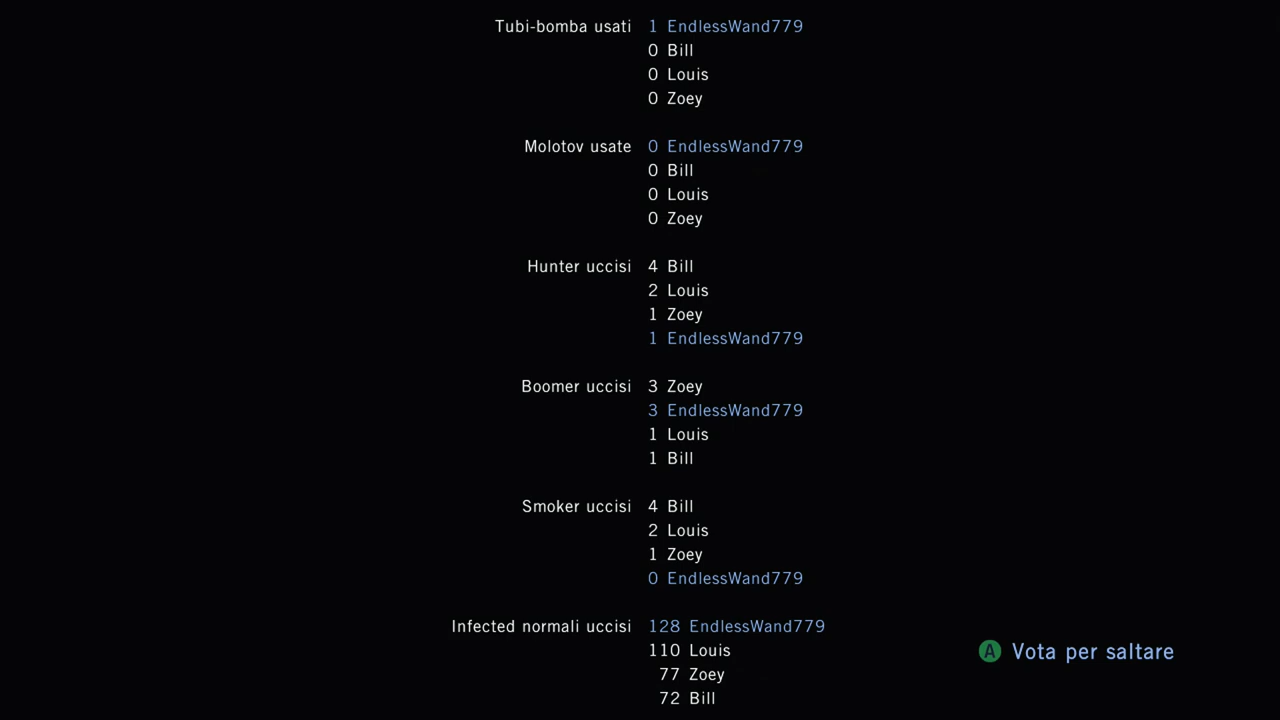 Tubi-bomba usati 1 EndlessWand779
0 Bill
0 Louis
0 Zoey
Molotov usate 0 EndlessWand779
0 Bill
0 Louis
0 Zoey
Hunter uccisi 4 Bill
2 Louis
1 Zoey
1 EndlessWand779
Boomer uccisi 3 Zoey
3 EndlessWand779
1 Louis
1 Bill
Smoker uccisi 4 Bill
2 Louis
1 Zoey
0 EndlessWand779
Infected normali uccisi 128 EndlessWand779
110 Louis
77 Zoey
72 Bill
A Vota per saltare